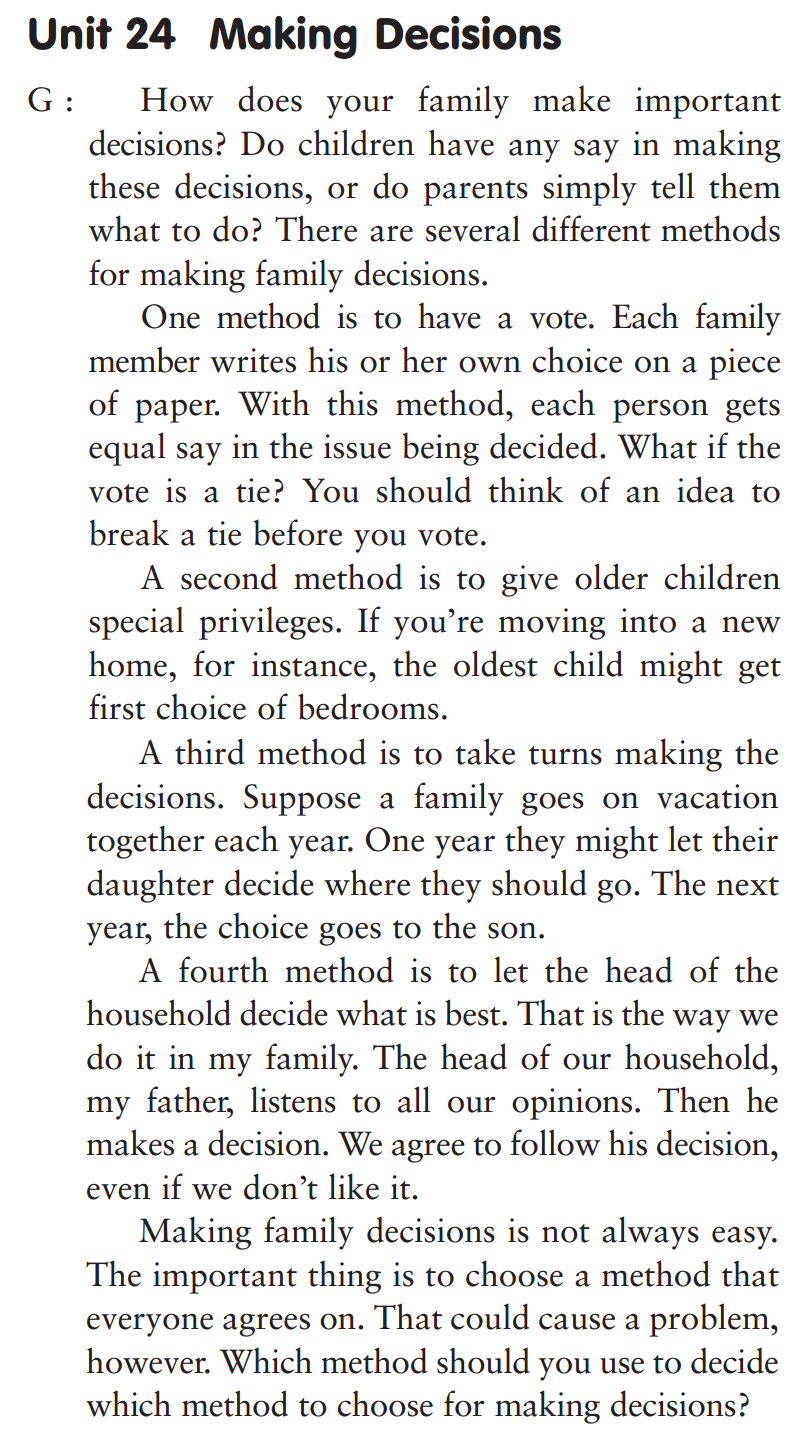 Unit 24 Making Decisions
G : How does your family make important
decisions? Do children have any say in making
these decisions, or do parents simply tell them
what to do? There are several different methods
for making family decisions.
One method is to have a vote. Each family
member writes his or her own choice on a piece
of paper. With this method, each person gets
equal say in the issue being decided. What if the
vote is a tie? You should think of an idea to
break a tie before you vote.
A second method is to give older children
special privileges. If you’re moving into a new
home, for instance, the oldest child might get
first choice of bedrooms.
A third method is to take turns making the
decisions. Suppose a family goes on vacation
together each year. One year they might let their
daughter decide where they should go. The next
year, the choice goes to the son.
A fourth method is to let the head of the
household decide what is best. That is the way we
do it in my family. The head of our household,
my father, listens to all our opinions. Then he
makes a decision. We agree to follow his decision,
even if we don’t like it.
Making family decisions is not always easy.
The important thing is to choose a method that
everyone agrees on. That could cause a problem,
however. Which method should you use to decide
which method to choose for making decisions?